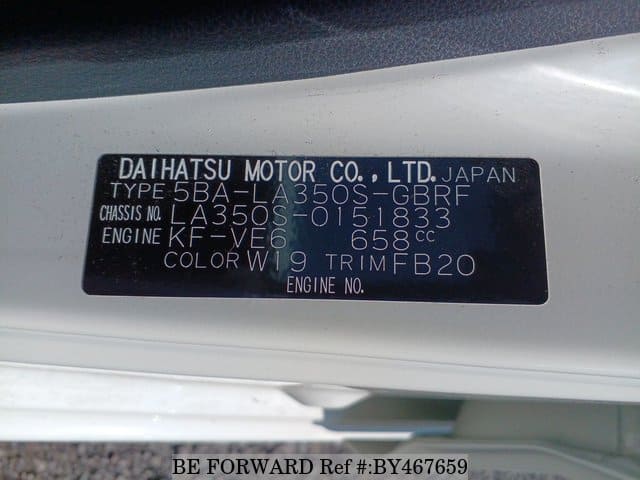 DAIHATSU MOTOR CO., LTD. JAPAN
TYPE 5BA-LA350S-GBRF
CHASSIS NO. LA350S-0151833
ENGINE KF-VE6 658cc
COLOR W19 TRIM FB20
ENGINE NO.
BE FORWARD Ref #:BY467659